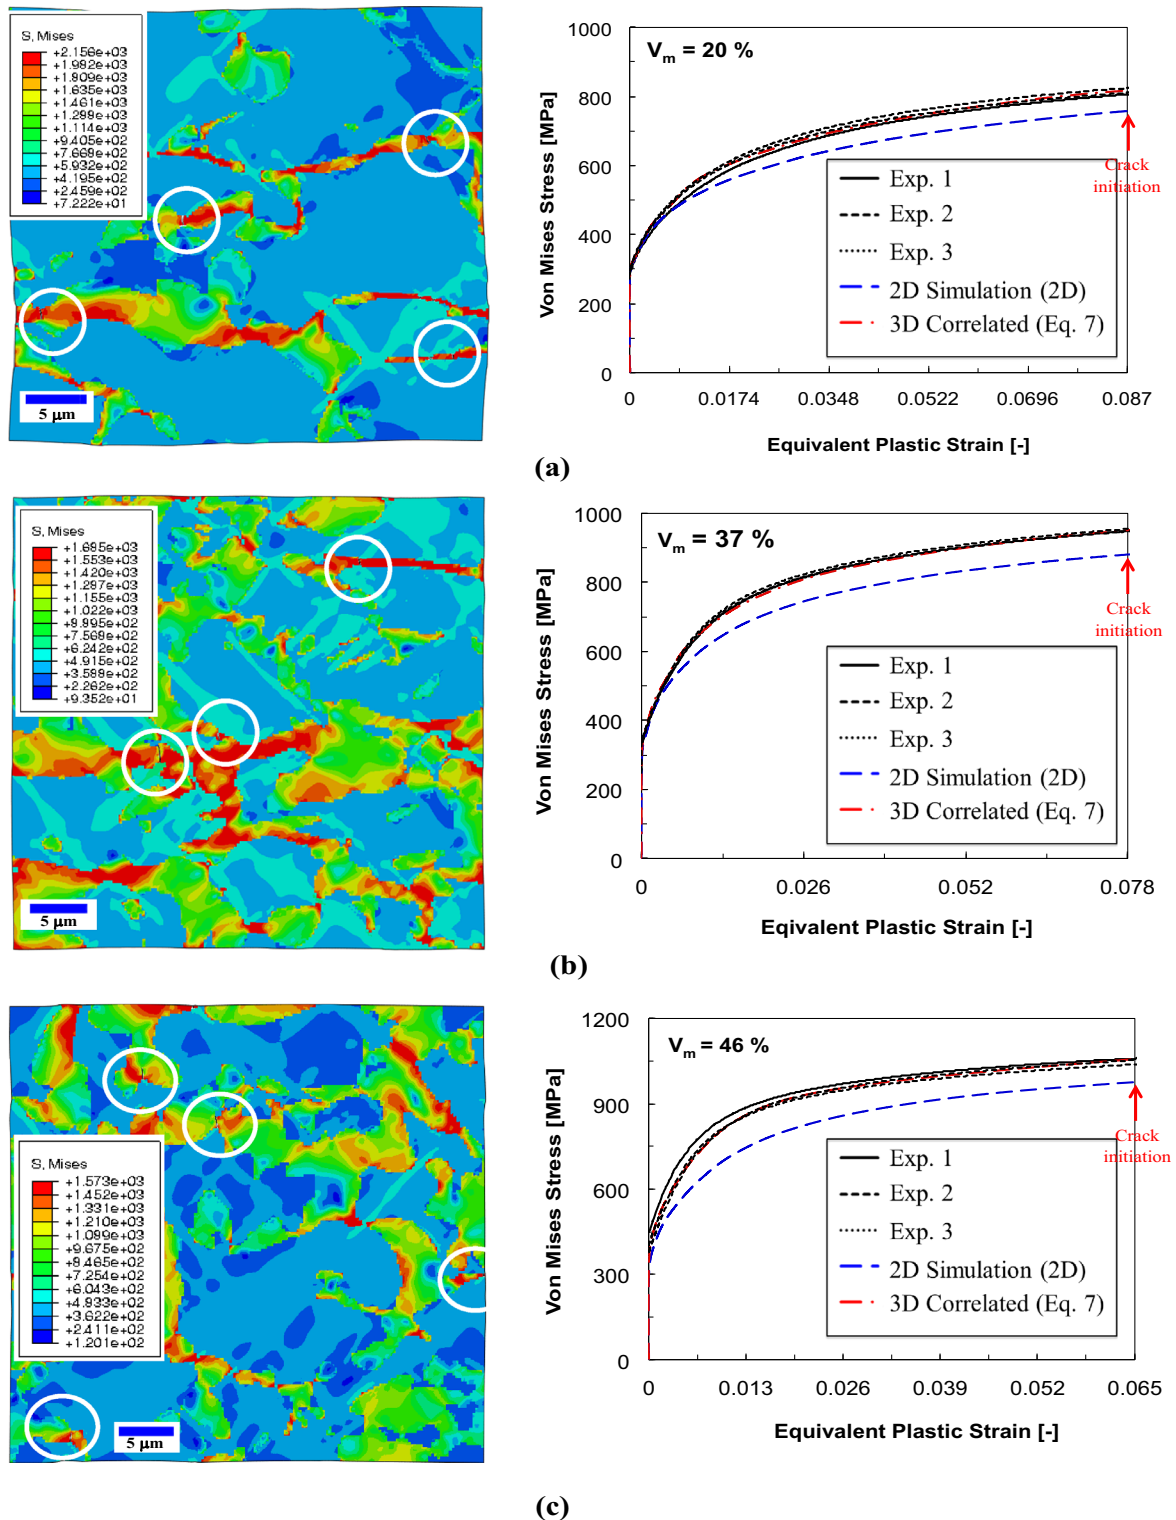 S, Mises
+2.156e+03
+1.982e+03
+1.809e+03
+1.635e+03
+1.461e+03
+1.288e+03
+1.114e+03
+9.405e+02
+7.668e+02
+5.932e+02
+4.195e+02
+2.459e+02
+7.222e+01
5 μm
1000
800
600
400
200
0
Von Mises Stress [MPa]
Vm = 20 %
Crack
initiation
Exp. 1
Exp. 2
Exp. 3
2D Simulation (2D)
3D Correlated (Eq. 7)
0 0.0174 0.0348 0.0522 0.0696 0.087
Equivalent Plastic Strain [-]
(a)
S, Mises
+1.685e+03
+1.553e+03
+1.420e+03
+1.287e+03
+1.155e+03
+1.022e+03
+8.895e+02
+7.568e+02
+6.242e+02
+4.915e+02
+3.588e+02
+2.262e+02
+9.352e+01
5 μm
1000
800
600
400
200
0
Von Mises Stress [MPa]
Vm = 37 %
Crack
initiation
Exp. 1
Exp. 2
Exp. 3
2D Simulation (2D)
3D Correlated (Eq. 7)
0 0.026 0.052 0.078
Eqivalent Plastic Strain [-]
(b)
S, Mises
+1.573e+03
+1.452e+03
+1.331e+03
+1.210e+03
+1.089e+03
+9.675e+02
+8.465e+02
+7.254e+02
+6.043e+02
+4.833e+02
+3.622e+02
+2.411e+02
+1.201e+02
5 μm
1200
900
600
300
0
Von Mises Stress [MPa]
Vm = 46 %
Crack
initiation
Exp. 1
Exp. 2
Exp. 3
2D Simulation (2D)
3D Correlated (Eq. 7)
0 0.013 0.026 0.039 0.052 0.065
Equivalent Plastic Strain [-]
(c)